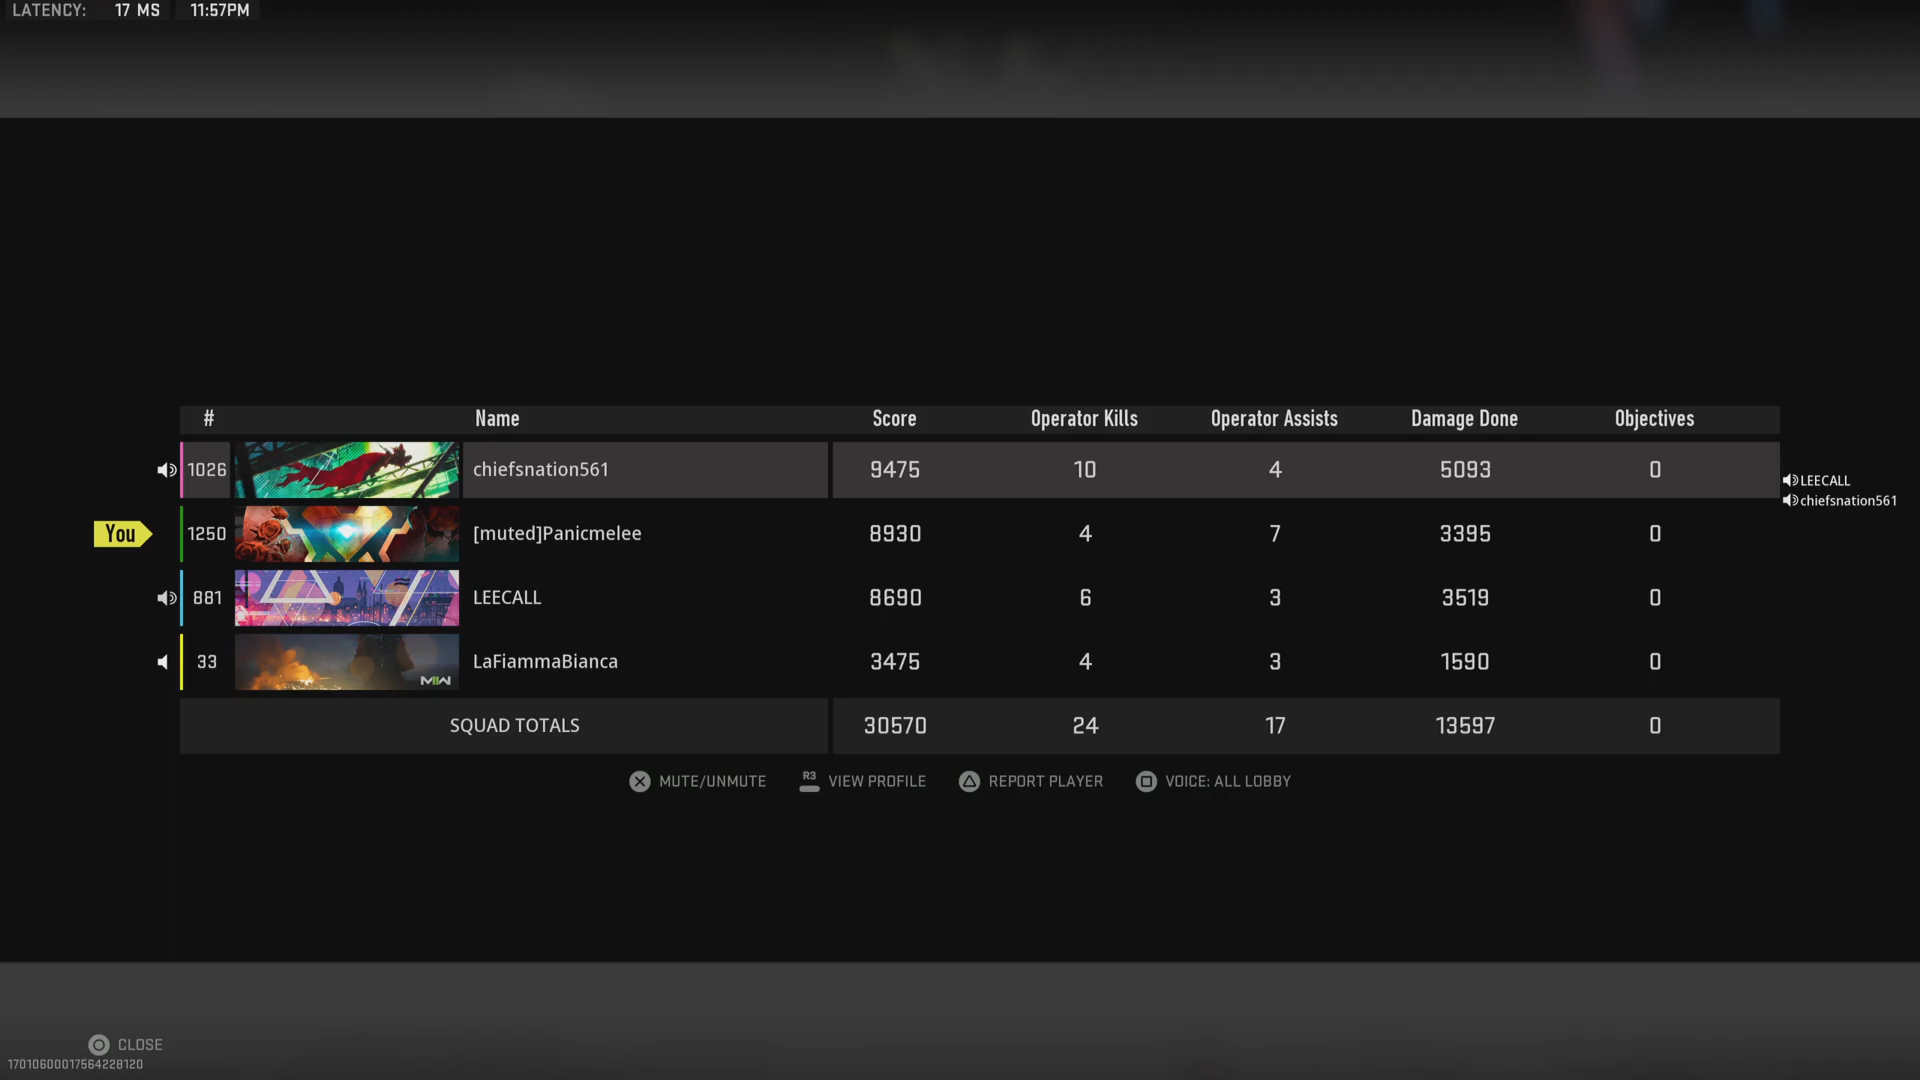 LATENCY: 17 MS 11:57PM
# Name Score Operator Kills Operator Assists Damage Done Objectives
1026 chiefsnation561 9475 10 4 5093 0
LEECALL
chiefsnation561
You 1250 [muted]Panicmelee 8930 4 7 3395 0
881 LEECALL 8690 6 3 3519 0
33 MW LaFiammaBianca 3475 4 3 1590 0
SQUAD TOTALS 30570 24 17 13597 0
MUTE/UNMUTE R3 VIEW PROFILE REPORT PLAYER VOICE: ALL LOBBY
CLOSE
17010600017564228120